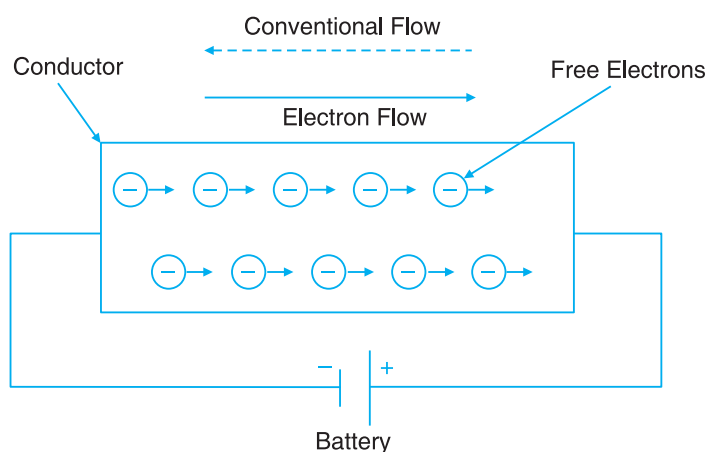 Conventional Flow
Conductor
Free Electrons
Electron Flow
− → − → − → − → − →
− → − → − → − → − →
− +
Battery